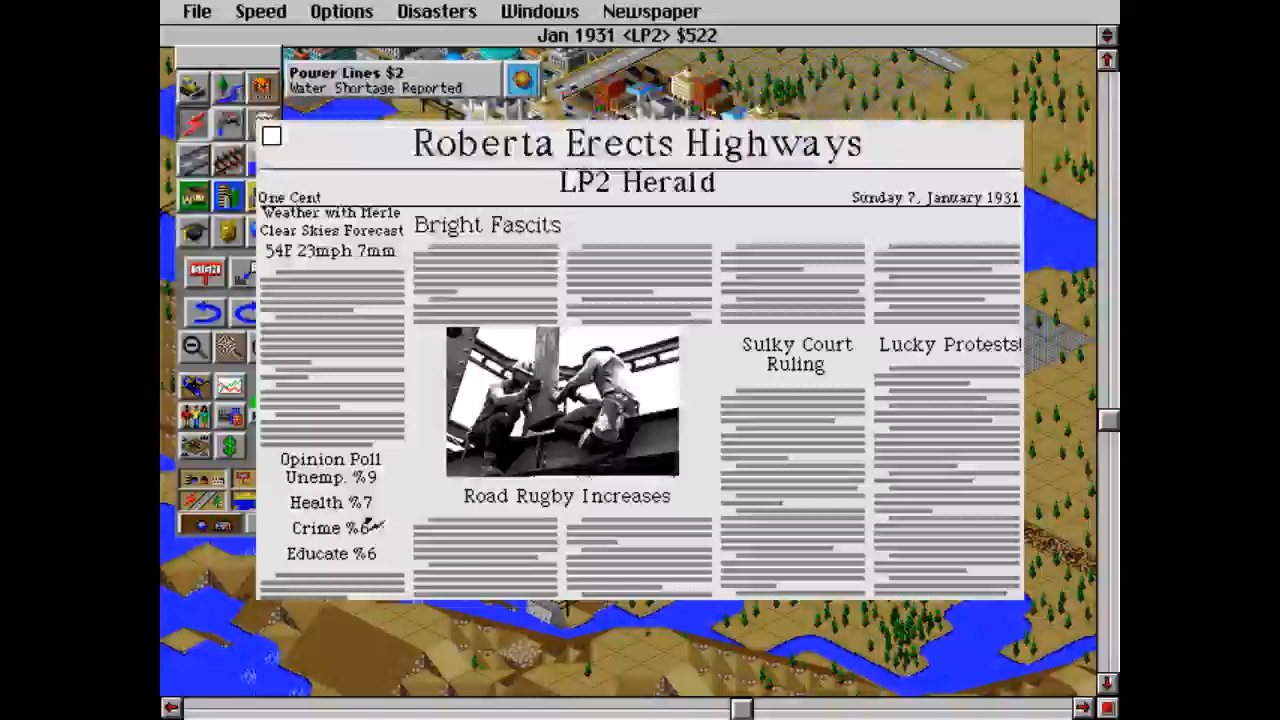 File Speed Options Disasters Windows Newspaper
Jan 1931 <LP2> $522
Power Lines $2
Water Shortage Reported
Roberta Erects Highways
LP2 Herald
One Cent
Sunday 7, January 1931
Weather with Merle
Clear Skies Forecast
54F 23mph 7mm
Bright Fascits
Sulky Court
Ruling
Lucky Protests!
Road Rugby Increases
Opinion Poll
Unemp. %9
Health %7
Crime %6
Educate %6